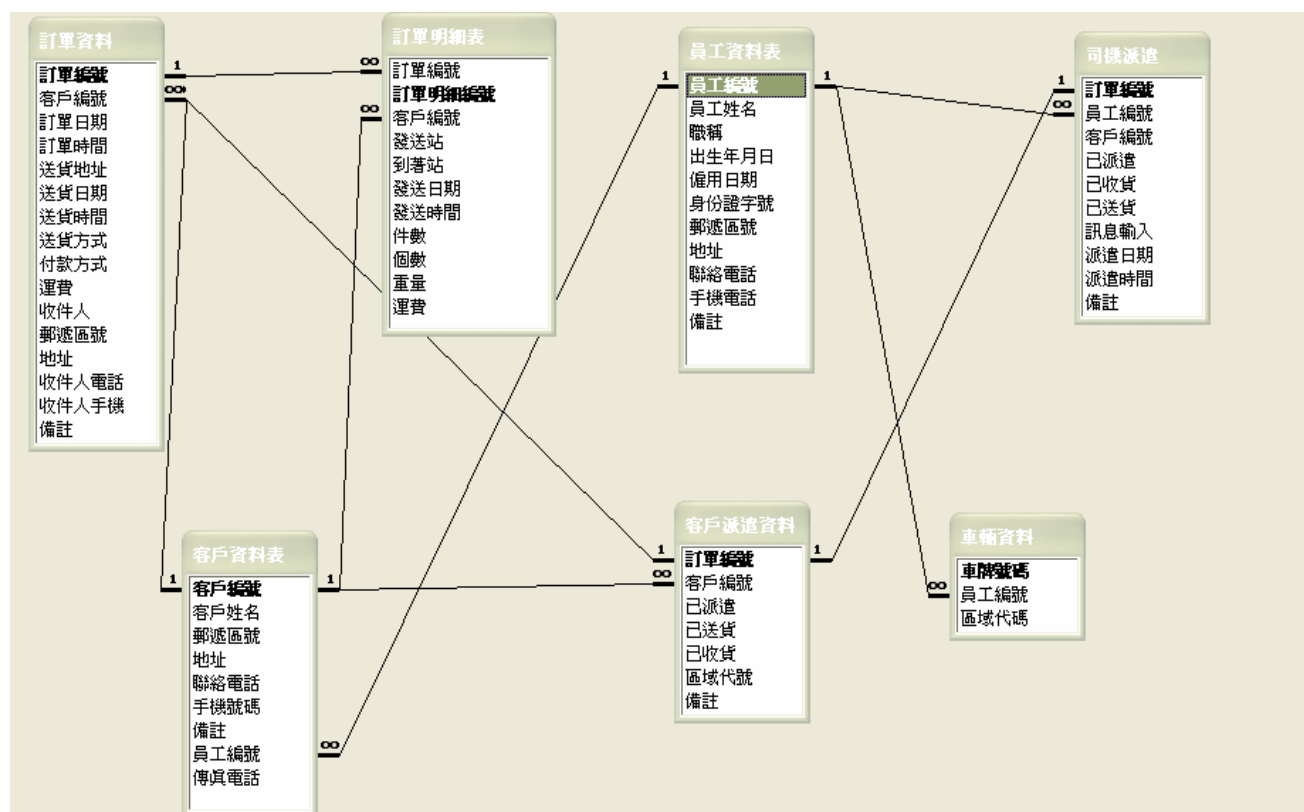 訂單資料
訂單編號
客戶編號
訂單日期
訂單時間
送貨地址
送貨日期
送貨時間
送貨方式
付款方式
運費
收件人
郵遞區號
地址
收件人電話
收件人手機
備註
1
∞
訂單明細表
訂單編號
訂單明細編號
客戶編號
發送站
到著站
發送日期
發送時間
件數
個數
重量
運費
∞
∞
員工資料表
員工編號
員工姓名
職稱
出生年月日
僱用日期
身份證字號
郵遞區號
地址
聯絡電話
手機電話
備註
1
1
司機派遣
訂單編號
員工編號
客戶編號
已派遣
已收貨
已送貨
訊息輸入
派遣日期
派遣時間
備註
1
∞
客戶資料表
客戶編號
客戶姓名
郵遞區號
地址
聯絡電話
手機號碼
備註
員工編號
傳真電話
1
1
∞
客戶派遣資料
訂單編號
客戶編號
已派遣
已送貨
已收貨
區域代號
備註
1
∞
1
車輛資料
車牌號碼
員工編號
區域代碼
∞